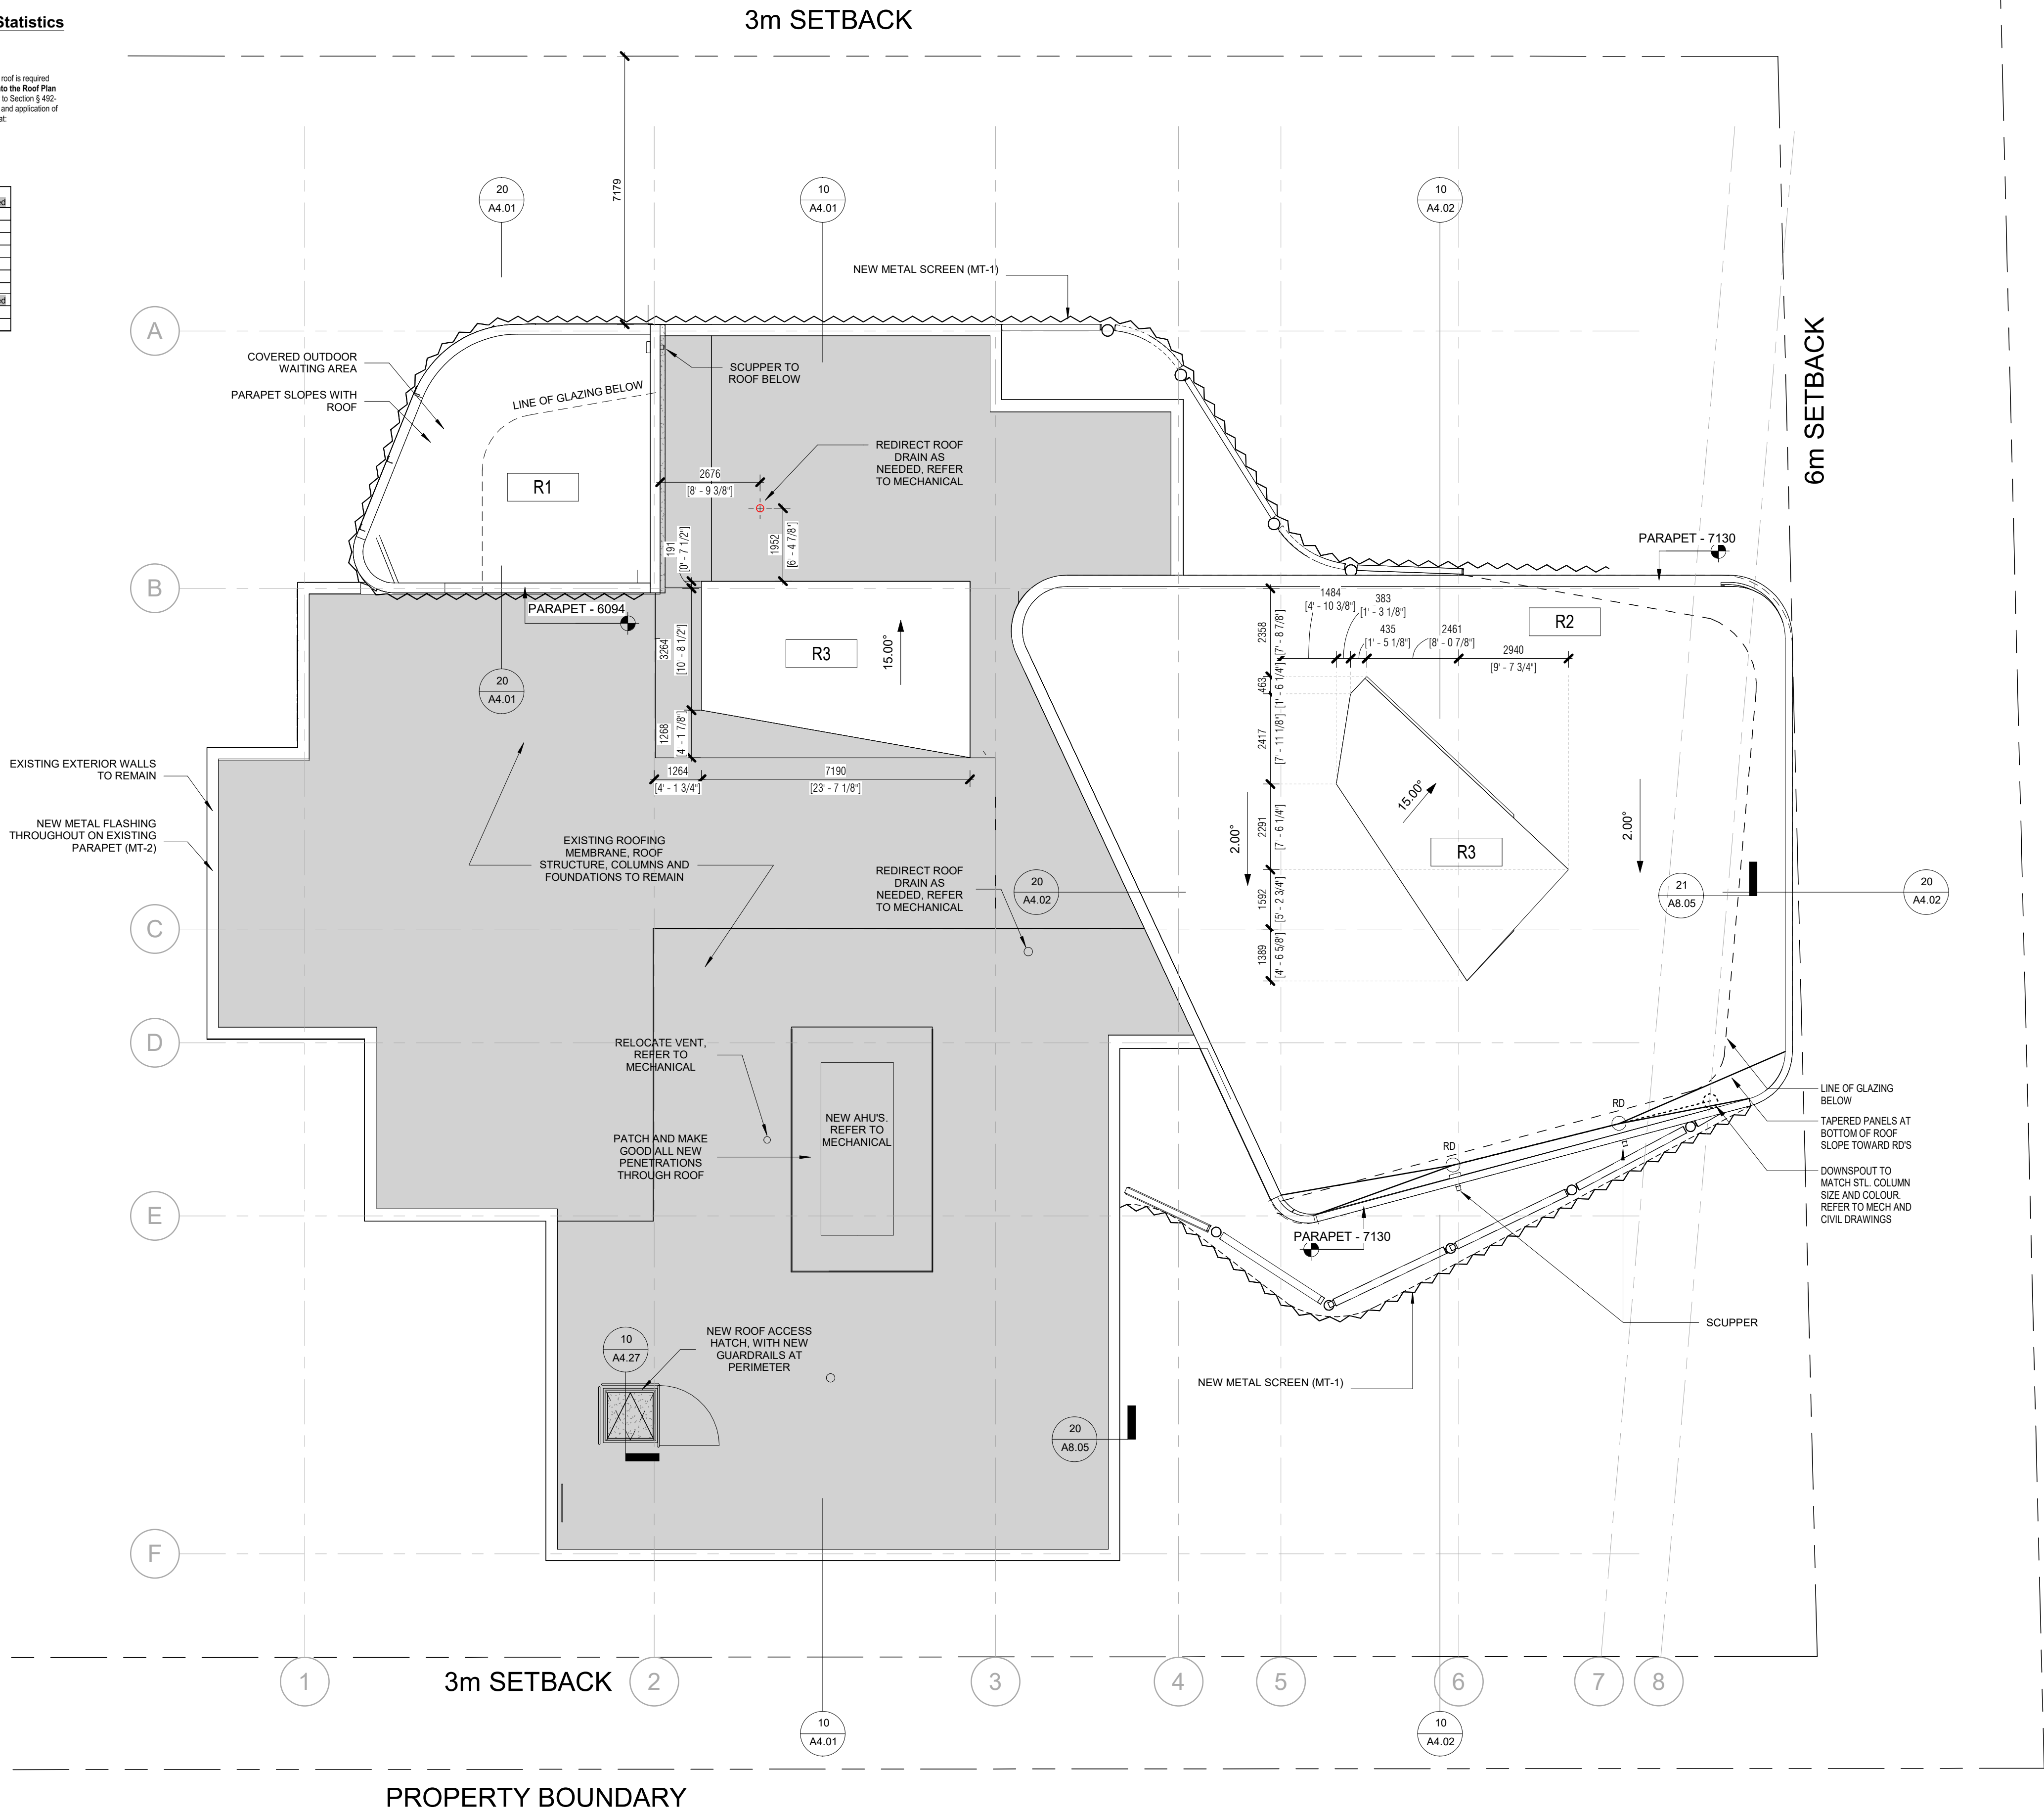 3m SETBACK
Statistics
roof is required
to the Roof Plan
to Section § 492-
and application of
at:
ed
ed
7179
20
A4.01
10
A4.01
10
A4.02
NEW METAL SCREEN (MT-1)
A
COVERED OUTDOOR
WAITING AREA
PARAPET SLOPES WITH
ROOF
LINE OF GLAZING BELOW
SCUPPER TO
ROOF BELOW
6m SETBACK
REDIRECT ROOF
DRAIN AS
NEEDED, REFER
TO MECHANICAL
R1
2676
[8' - 9 3/8"]
191
[0' - 7 1/2"]
1952
[6' - 4 7/8"]
PARAPET - 7130
B
PARAPET - 6094
3264
[10' - 8 1/2"]
R3
15.00°
1268
[4' - 1 7/8"]
1264
[4' - 1 3/4"]
7190
[23' - 7 1/8"]
20
A4.01
2358
[7' - 8 7/8"]
1484
[4' - 10 3/8"]
383
[1' - 3 1/8"]
435
[1' - 5 1/8"]
2461
[8' - 0 7/8"]
R2
2940
[9' - 7 3/4"]
463
[1' - 6 1/4"]
2417
[7' - 11 1/8"]
2291
[7' - 6 1/4"]
1592
[5' - 2 3/4"]
1389
[4' - 6 5/8"]
15.00°
R3
2.00°
2.00°
EXISTING EXTERIOR WALLS
TO REMAIN
NEW METAL FLASHING
THROUGHOUT ON EXISTING
PARAPET (MT-2)
EXISTING ROOFING
MEMBRANE, ROOF
STRUCTURE, COLUMNS AND
FOUNDATIONS TO REMAIN
REDIRECT ROOF
DRAIN AS
NEEDED, REFER
TO MECHANICAL
20
A4.02
21
A8.05
20
A4.02
C
D
RELOCATE VENT,
REFER TO
MECHANICAL
NEW AHU'S.
REFER TO
MECHANICAL
PATCH AND MAKE
GOOD ALL NEW
PENETRATIONS
THROUGH ROOF
RD
RD
LINE OF GLAZING
BELOW
TAPERED PANELS AT
BOTTOM OF ROOF
SLOPE TOWARD RD'S
DOWNSPOUT TO
MATCH STL. COLUMN
SIZE AND COLOUR.
REFER TO MECH AND
CIVIL DRAWINGS
E
PARAPET - 7130
SCUPPER
10
A4.27
NEW ROOF ACCESS
HATCH, WITH NEW
GUARDRAILS AT
PERIMETER
NEW METAL SCREEN (MT-1)
20
A8.05
F
3m SETBACK
1
2
3
4
5
6
7
8
10
A4.01
10
A4.02
PROPERTY BOUNDARY